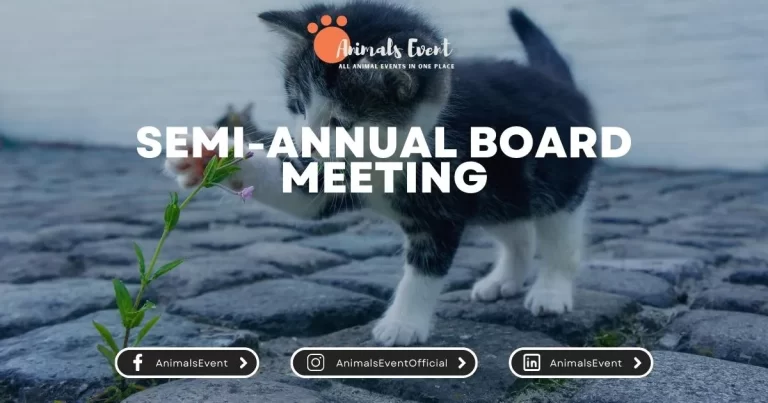 Animals Event
ALL ANIMAL EVENTS IN ONE PLACE
SEMI-ANNUAL BOARD
MEETING
AnimalsEvent
AnimalsEventOfficial
AnimalsEvent